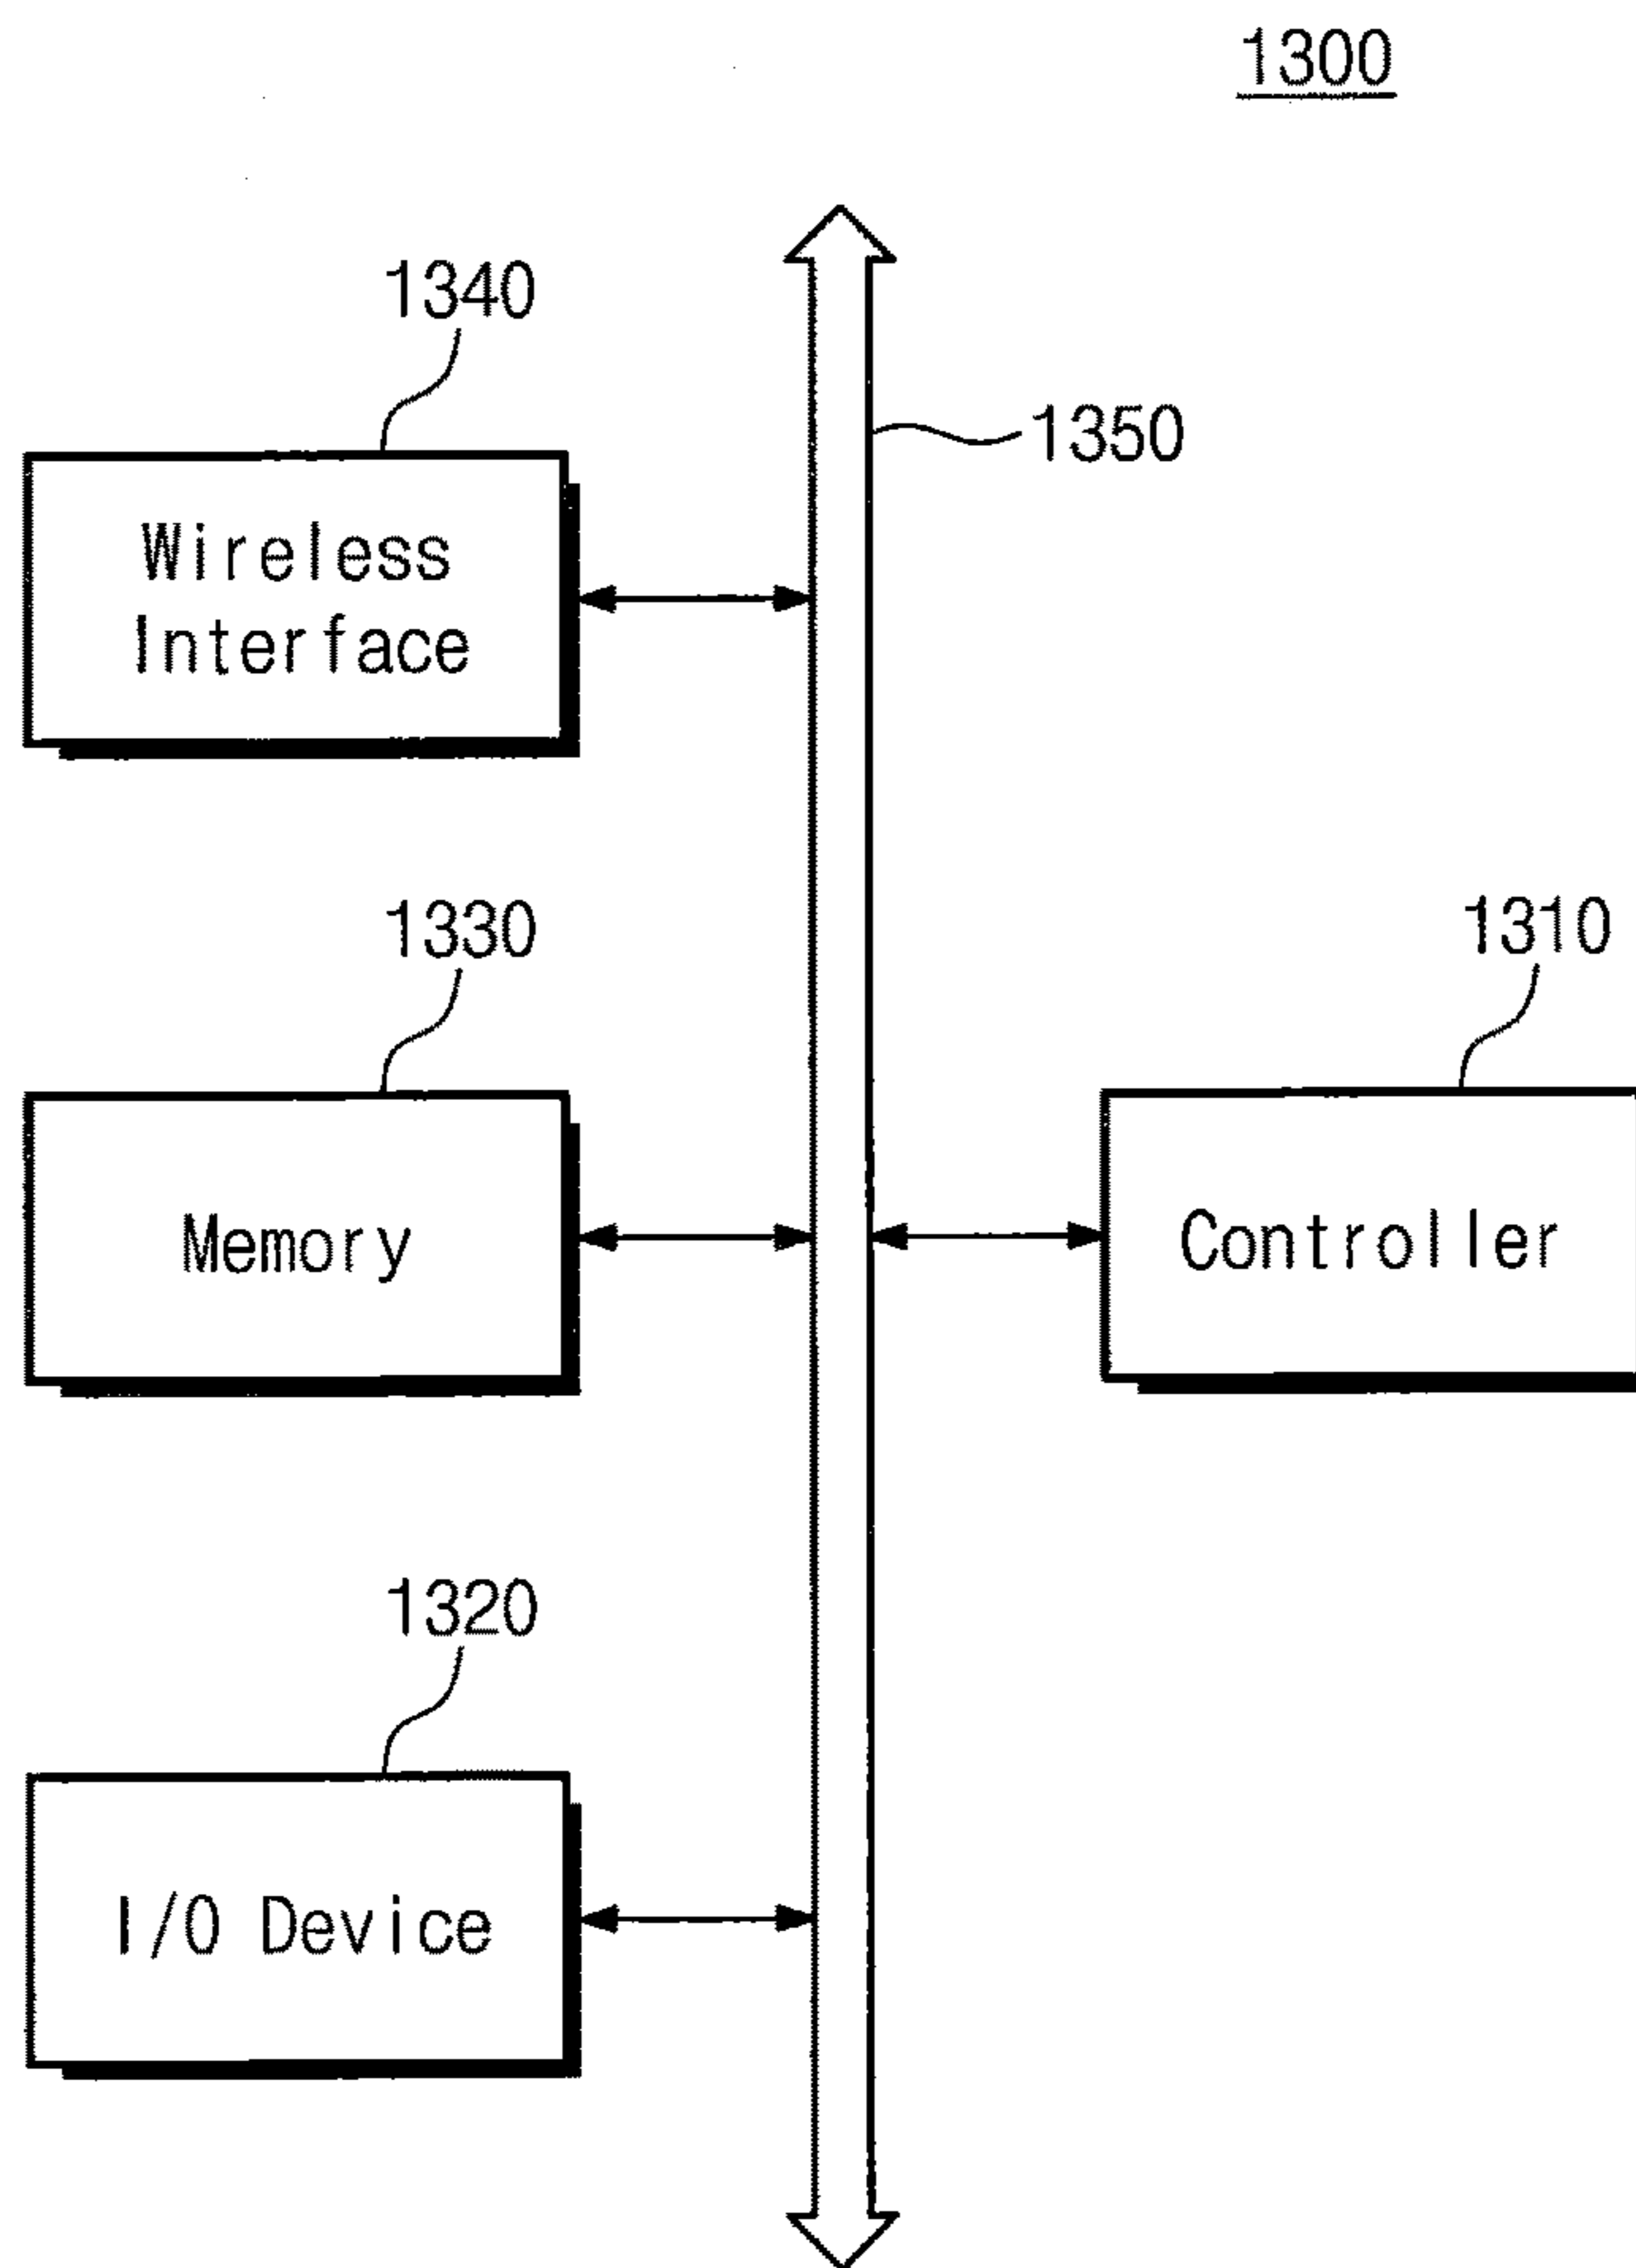 1300
1340
1350
Wireless
Interface
1330
1310
Memory
Controller
1320
I/O Device